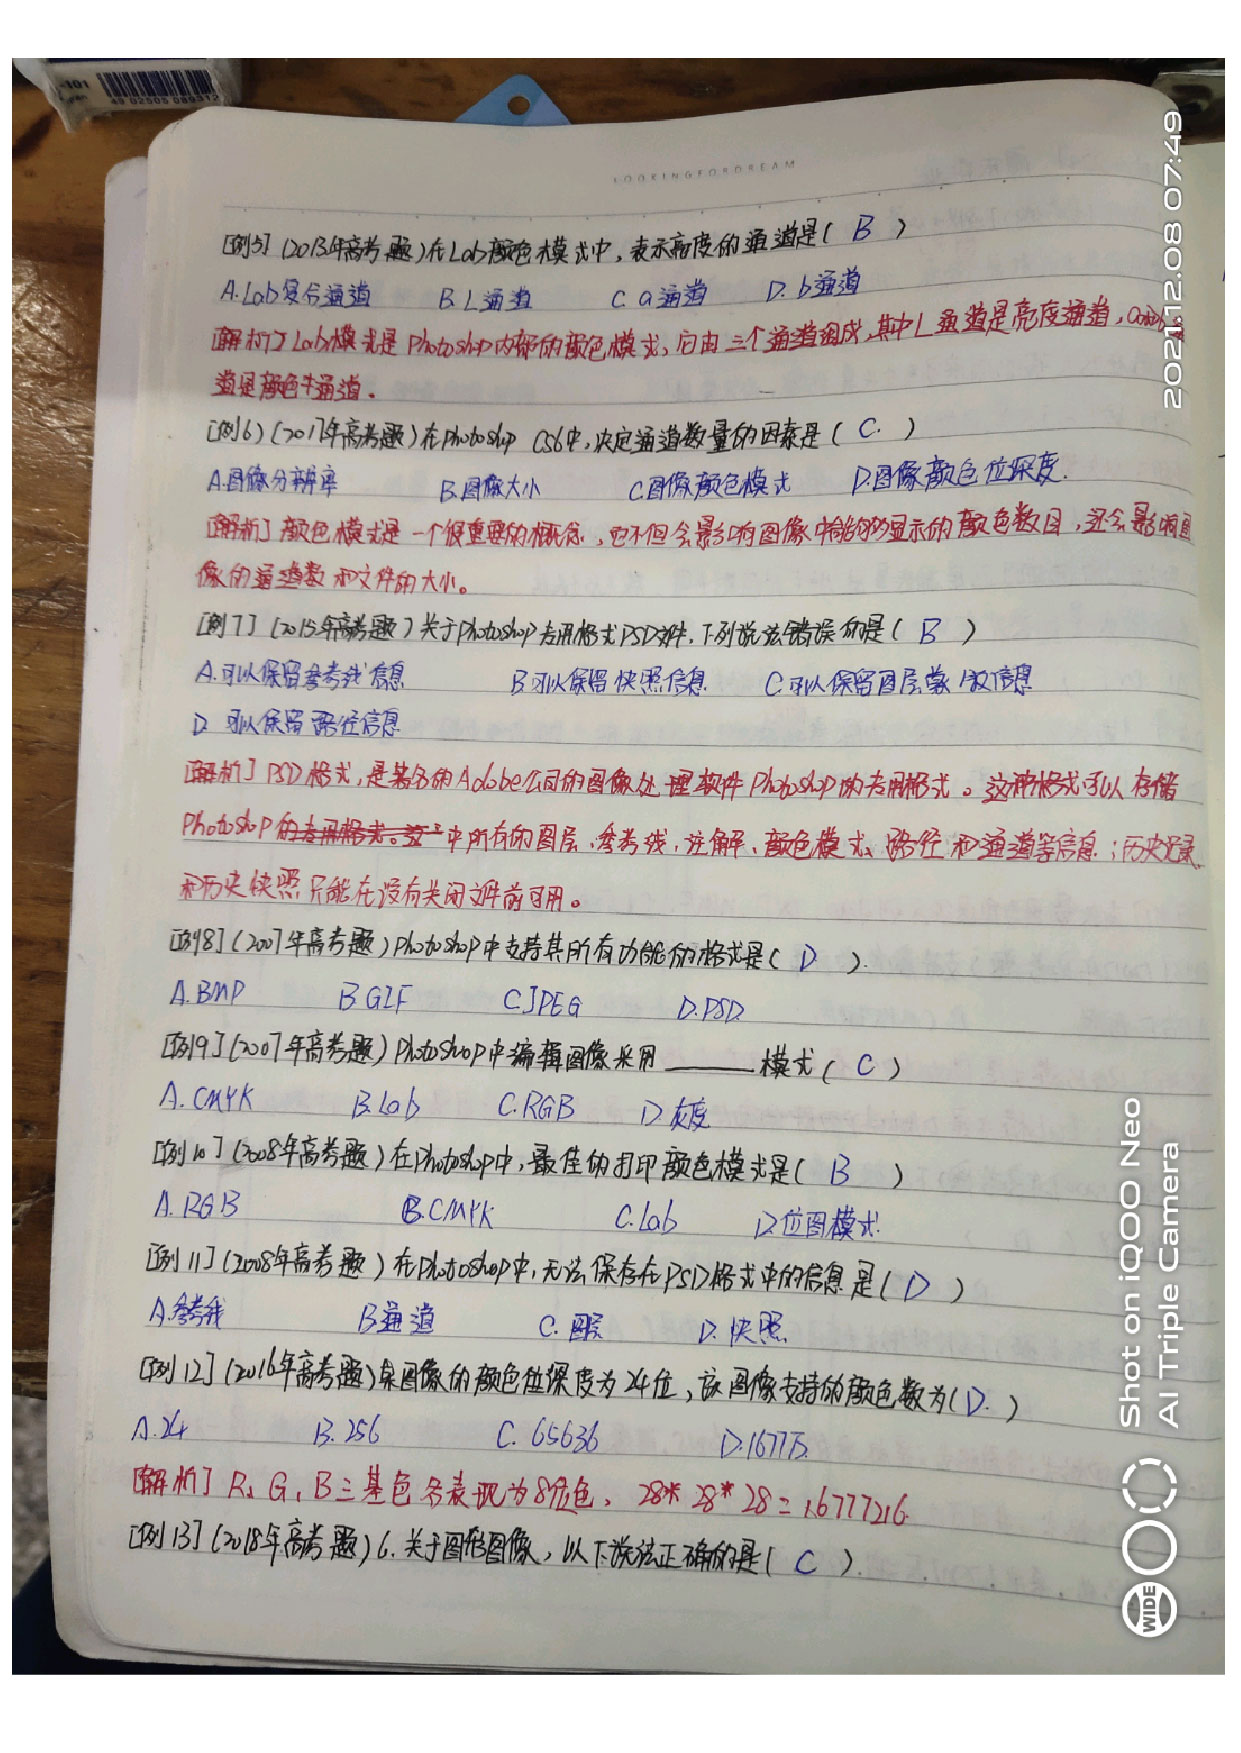 -101
40 02505 089312
LOOKINGFORDREAM
[例5](2013年高考题)在Lab颜色模式中,表示亮度的通道是( B )
A.Lab复合通道 B.L通道 C.a通道 D.b通道
[解析]Lab模式是Photoshop内部的颜色模式,它由三个通道组成,其中L通道是亮度通道,a和b通
道是颜色通道.
[例6)(2017年高考题)在photoshop CS6中,决定通道数量的因素是( C. )
A.图像分辨率 B.图像大小 C图像颜色模式 D.图像颜色位深度.
[解析]颜色模式是一个很重要的概念,它不但会影响图像中能够显示的颜色数目,还会影响图
像的通道数和文件的大小。
[例7](2015年高考题)关于Photoshop专用格式PSD文件,下列说法错误的是( B )
A.可以保留参考线信息 B可以保留快照信息 C可以保留图层蒙版信息
D. 可以保留路径信息
[解析]PSD格式,是著名的Adobe公司的图像处理软件Photoshop的专用格式。这种格式可以存储
Photoshop中所有的图层,参考线,注解、颜色模式、路径和通道等信息;历史记录
和历史快照只能在没有关闭文件前可用。
[例8](2007年高考题)Photoshop中支持其所有功能的格式是( D ).
A.BMP B GIF C.JPEG D.PSD.
[例9](2007年高考题)Photoshop中编辑图像采用______模式( C )
A.CMYK B.Lab C.RGB D.灰度
[例10](2008年高考题)在Photoshop中,最佳的打印颜色模式是( B )
A.RGB B.CMYK C.Lab D.位图模式.
[例11](2008年高考题)在Photoshop中,无法保存在PSD格式中的信息是( D )
A.参考线 B通道 C.图层 D.快照
[例12](2016年高考题)某图像的颜色位深度为24位,该图像支持的颜色数为( D. )
A.24 B.256 C.65636 D.1677万
[解析]R、G、B三基色各表现为8位色, 28*28*28=16777216.
[例13](2018年高考题)6.关于图形图像,以下说法正确的是( C ).
2021.12.08 07:49
Shot on iQOO Neo
AI Triple Camera
WIDE